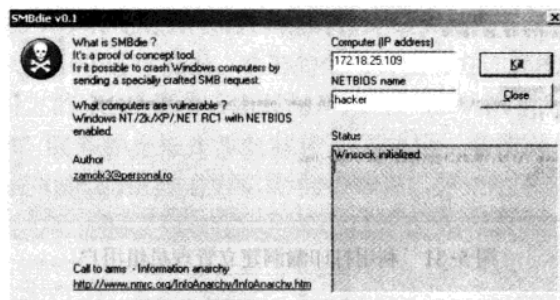 SMBdie v0.1
What is SMBdie ?
It's a proof of concept tool.
Is it possible to crash Windows computers by
sending a specially crafted SMB request.
What computers are vulnerable ?
Windows NT/2k/XP/.NET RC1 with NETBIOS
enabled.
Author
zamolx3@personal.ro
Call to arms - Information anarchy
http://www.nmrc.org/InfoAnarchy/InfoAnarchy.htm
Computer (IP address)
172.18.25.109
NETBIOS name
hacker
Kill
Close
Status
Winsock initialized.